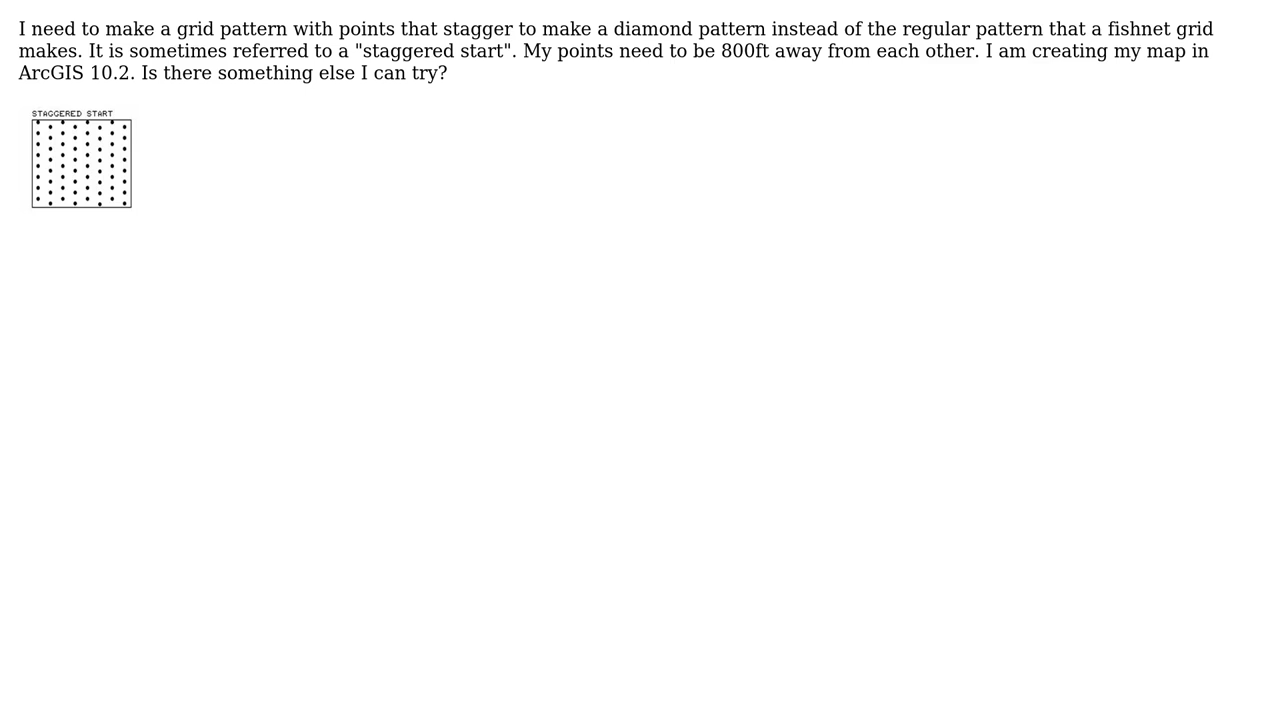 I need to make a grid pattern with points that stagger to make a diamond pattern instead of the regular pattern that a fishnet grid
makes. It is sometimes referred to a "staggered start". My points need to be 800ft away from each other. I am creating my map in
ArcGIS 10.2. Is there something else I can try?
STAGGERED START